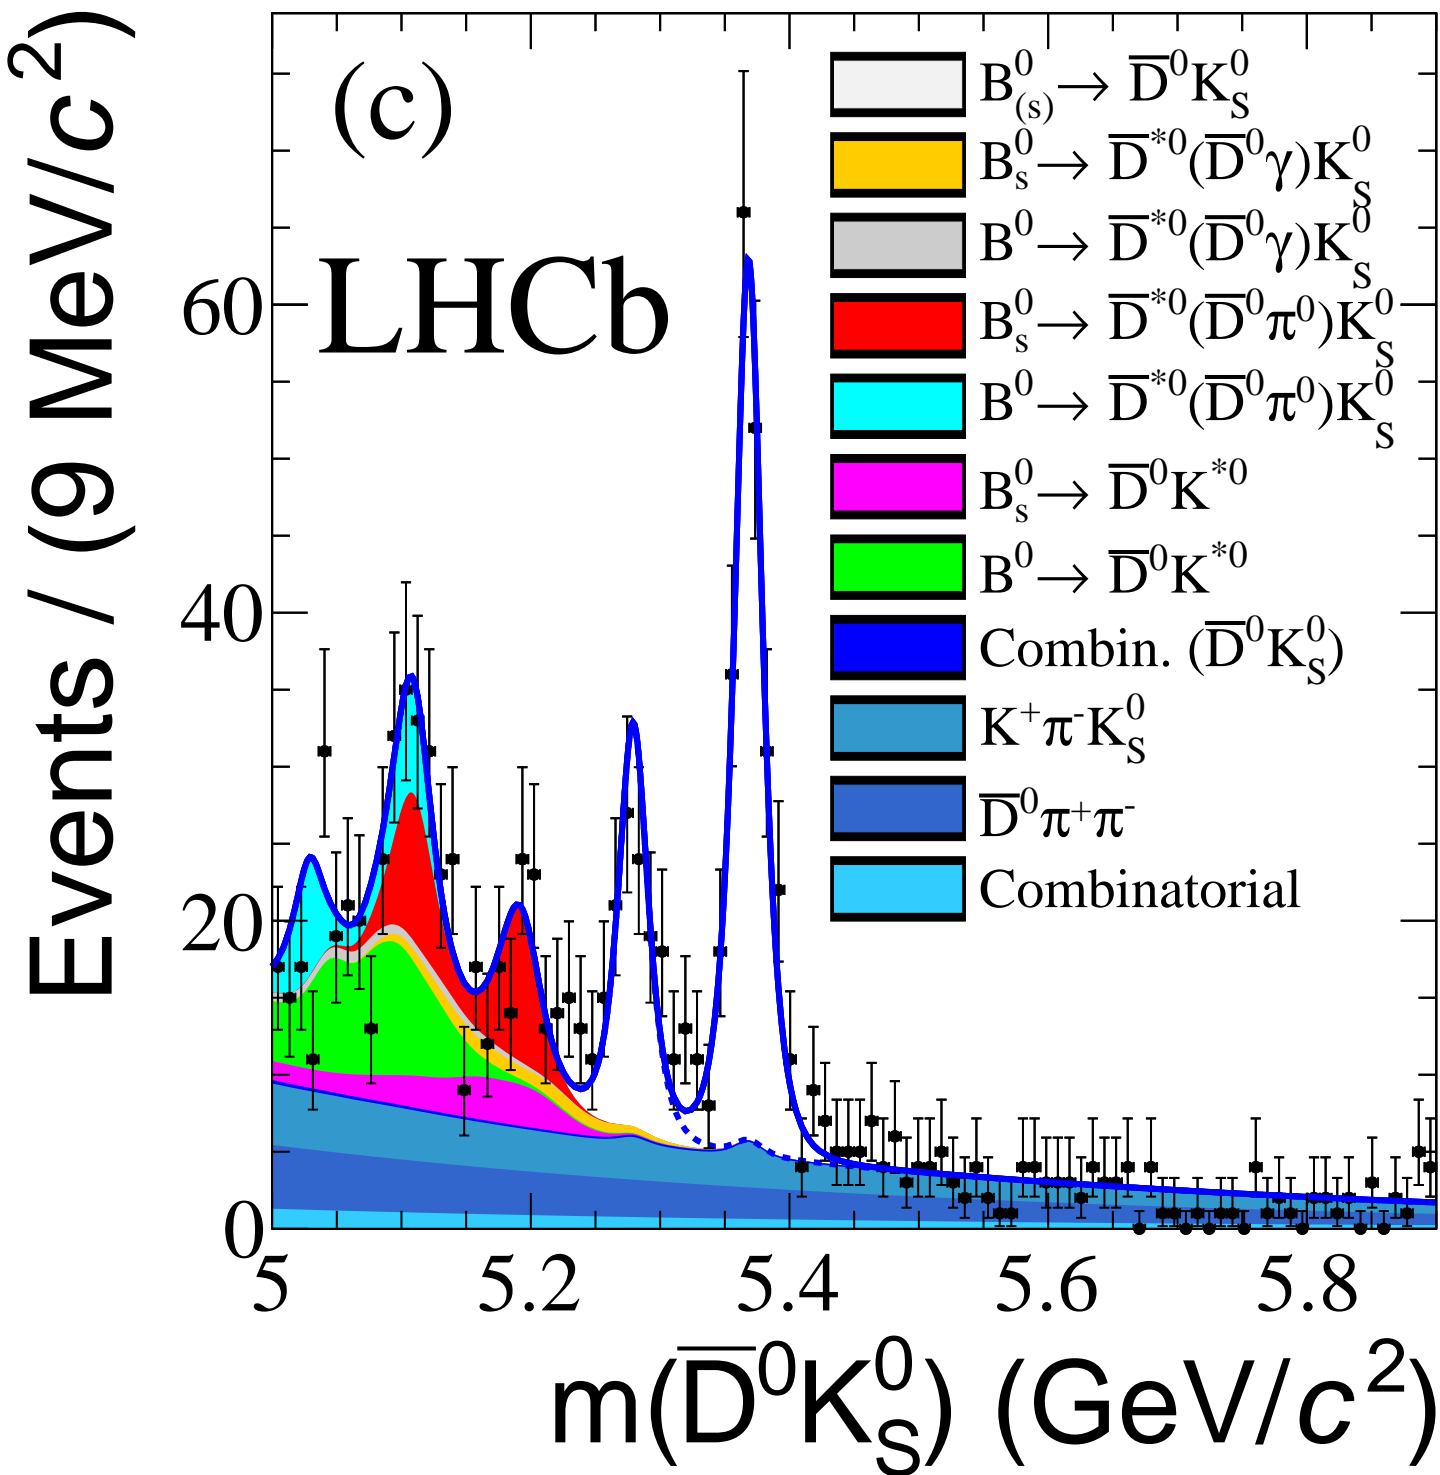 Events / (9 MeV/c²)
(c)
LHCb
B⁰₍ₛ₎→ D̅⁰K⁰S
B⁰ₛ→ D̅*⁰(D̅⁰γ)K⁰S
B⁰→ D̅*⁰(D̅⁰γ)K⁰S
B⁰ₛ→ D̅*⁰(D̅⁰π⁰)K⁰S
B⁰→ D̅*⁰(D̅⁰π⁰)K⁰S
B⁰ₛ→ D̅⁰K*⁰
B⁰→ D̅⁰K*⁰
Combin. (D̅⁰K⁰S)
K⁺π⁻K⁰S
D̅⁰π⁺π⁻
Combinatorial
60
40
20
0
5 5.2 5.4 5.6 5.8
m(D̅⁰K⁰S) (GeV/c²)